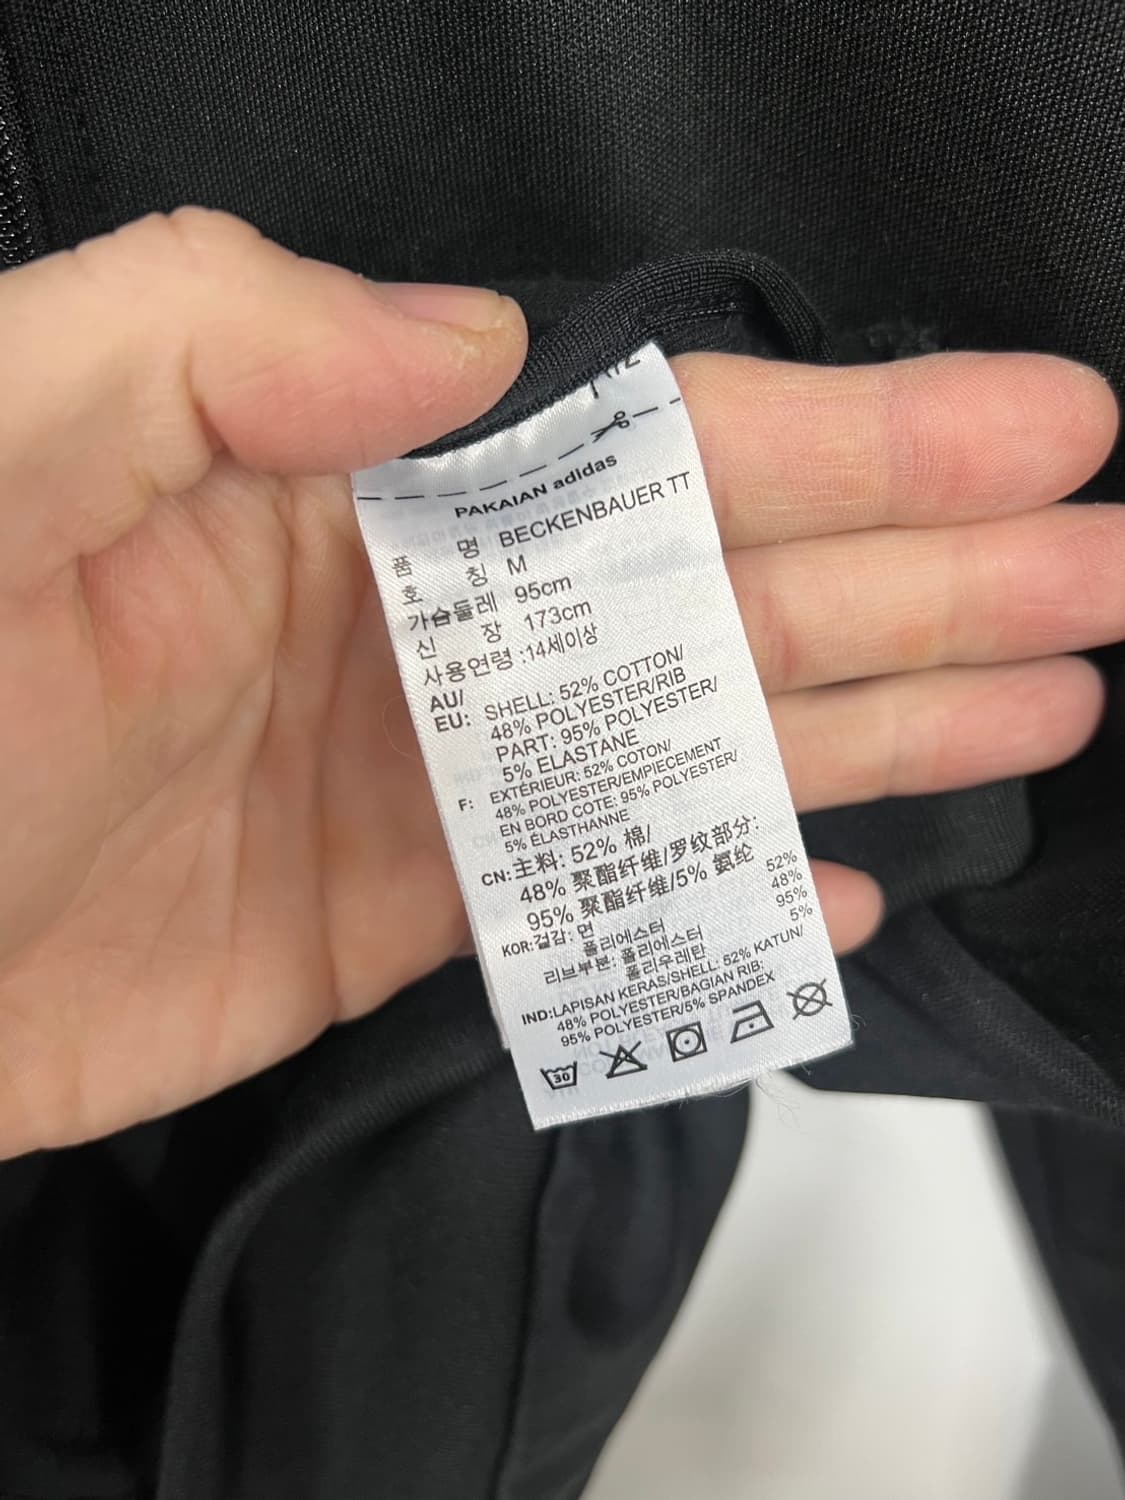 PAKAIAN adidas
품 명 BECKENBAUER TT
호 칭 M
가슴둘레 95cm
신 장 173cm
사용연령 :14세이상
AU/
EU: SHELL: 52% COTTON/
48% POLYESTER/RIB
PART: 95% POLYESTER/
5% ELASTANE
F: EXTÉRIEUR: 52% COTON/
48% POLYESTER/EMPIECEMENT
EN BORD COTE: 95% POLYESTER/
5% ÉLASTHANNE
CN: 主料: 52% 棉/
48% 聚酯纤维/罗纹部分:
95% 聚酯纤维/5% 氨纶
KOR:겉감: 면 52%
폴리에스터 48%
리브부분: 폴리에스터 95%
폴리우레탄 5%
IND:LAPISAN KERAS/SHELL: 52% KATUN/
48% POLYESTER/BAGIAN RIB:
95% POLYESTER/5% SPANDEX
30